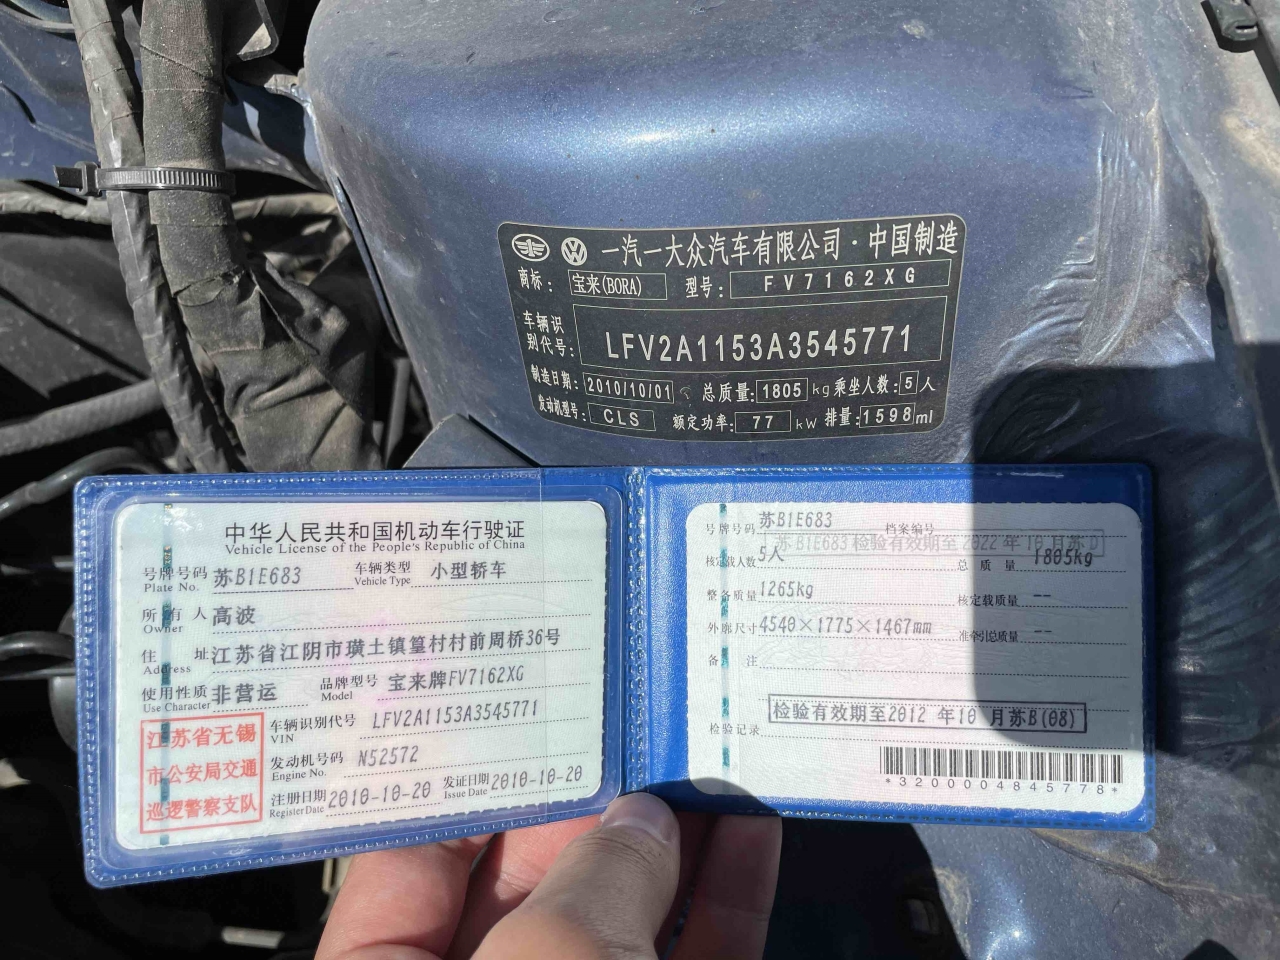 一汽一大众汽车有限公司·中国制造
商标: 宝来(BORA) 型号: FV7162XG
车辆识别代号: LFV2A1153A3545771
制造日期: 2010/10/01 总质量: 1805 kg 乘坐人数: 5 人
发动机型号: CLS 额定功率: 77 kW 排量: 1598 ml
中华人民共和国机动车行驶证
Vehicle License of the People's Republic of China
号牌号码 苏B1E683 车辆类型 小型轿车
Plate No. Vehicle Type
所有人 高波
Owner
住址 江苏省江阴市璜土镇篁村村前周桥36号
Address
使用性质 非营运 品牌型号 宝来牌FV7162XG
Use Character Model
江苏省无锡
市公安局交通
巡逻警察支队
车辆识别代号 LFV2A1153A3545771
VIN
发动机号码 N52572
Engine No.
注册日期 2010-10-20 发证日期 2010-10-20
Register Date Issue Date
号牌号码 苏B1E683 档案编号
苏B1E683 检验有效期至2022 年10 月苏
核定载人数 5人 总质量 1805kg
整备质量 1265kg 核定载质量 --
外廓尺寸 4540×1775×1467mm 准牵引总质量 --
备注
检验记录 检验有效期至2012 年10 月苏B(08)
*3200004845778*